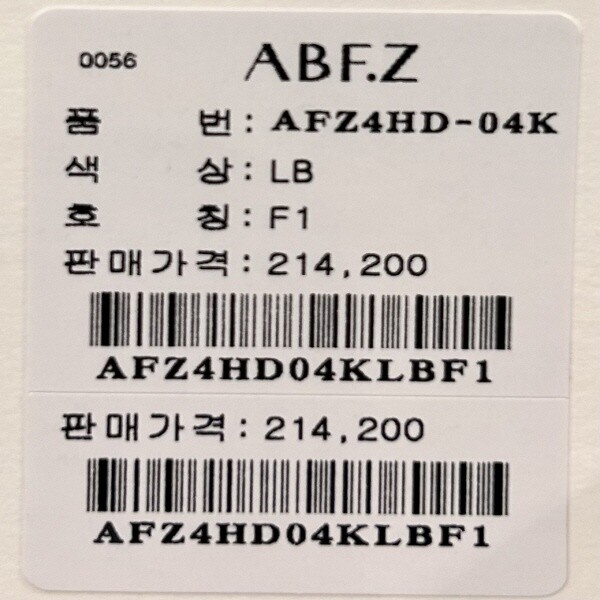 0056 ABF.Z
품 번: AFZ4HD-04K
색 상: LB
호 칭: F1
판매가격: 214,200
AFZ4HD04KLBF1
판매가격: 214,200
AFZ4HD04KLBF1